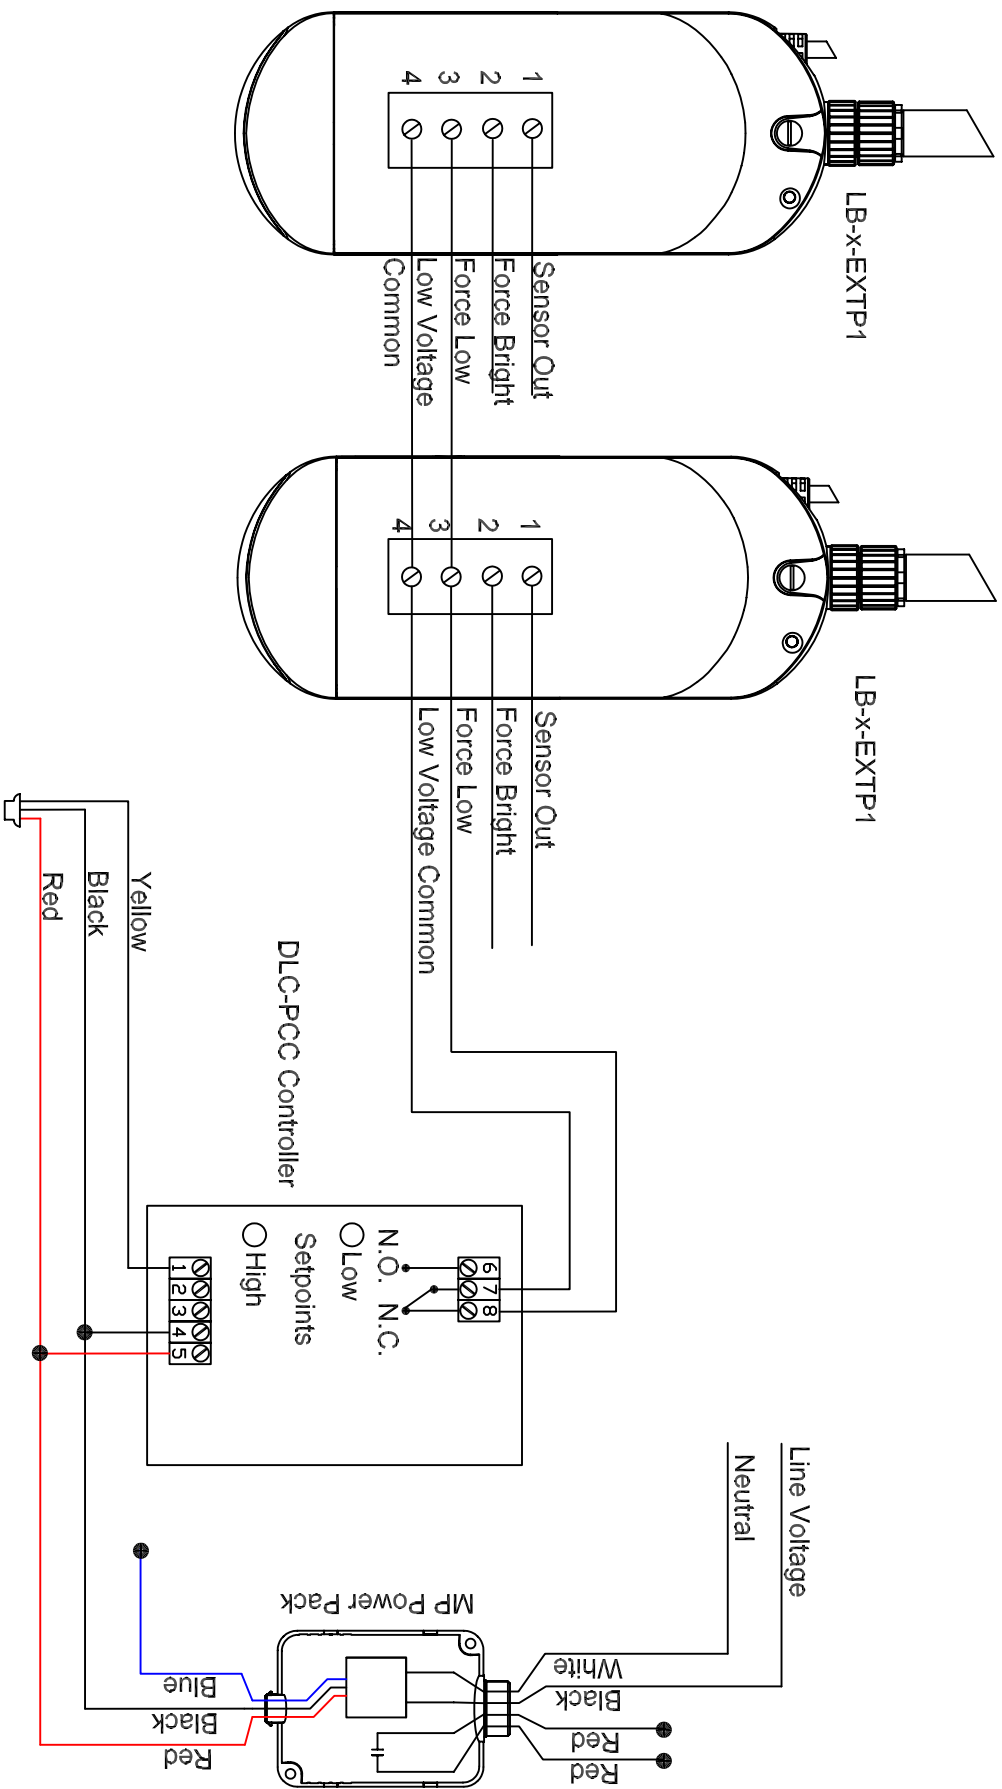 LB-x-EXTP1
1
2
3
4
Sensor Out
Force Bright
Force Low
Low Voltage
Common
LB-x-EXTP1
1
2
3
4
Sensor Out
Force Bright
Force Low
Low Voltage Common
Yellow
Black
Red
DLC-PCC Controller
6 7 8
N.O. N.C.
Low
Setpoints
High
1 2 3 4 5
Line Voltage
Neutral
MP Power Pack
White
Black
Red
Red
Blue
Black
Red